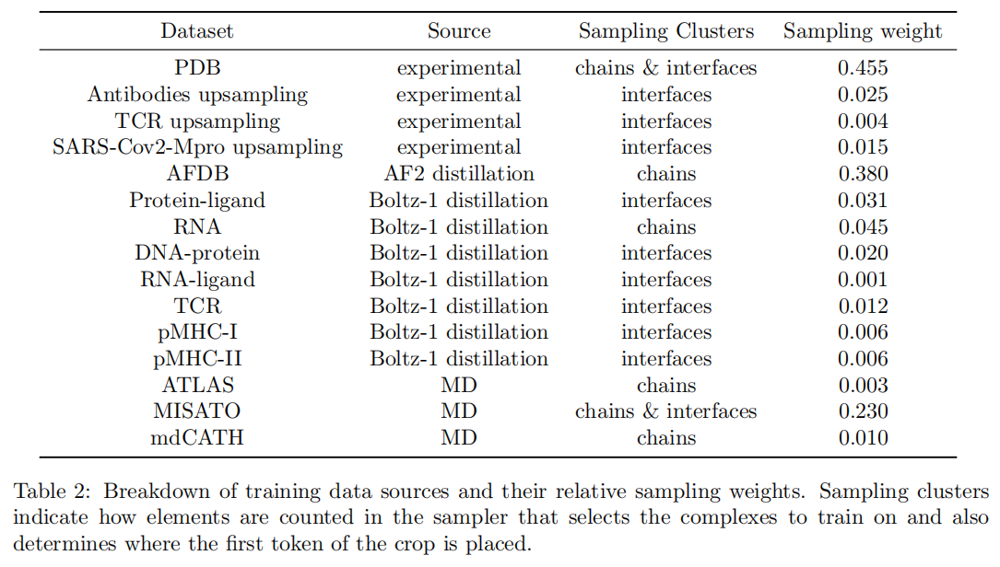 Dataset Source Sampling Clusters Sampling weight
PDB experimental chains & interfaces 0.455
Antibodies upsampling experimental interfaces 0.025
TCR upsampling experimental interfaces 0.004
SARS-Cov2-Mpro upsampling experimental interfaces 0.015
AFDB AF2 distillation chains 0.380
Protein-ligand Boltz-1 distillation interfaces 0.031
RNA Boltz-1 distillation chains 0.045
DNA-protein Boltz-1 distillation interfaces 0.020
RNA-ligand Boltz-1 distillation interfaces 0.001
TCR Boltz-1 distillation interfaces 0.012
pMHC-I Boltz-1 distillation interfaces 0.006
pMHC-II Boltz-1 distillation interfaces 0.006
ATLAS MD chains 0.003
MISATO MD chains & interfaces 0.230
mdCATH MD chains 0.010
Table 2: Breakdown of training data sources and their relative sampling weights. Sampling clusters
indicate how elements are counted in the sampler that selects the complexes to train on and also
determines where the first token of the crop is placed.